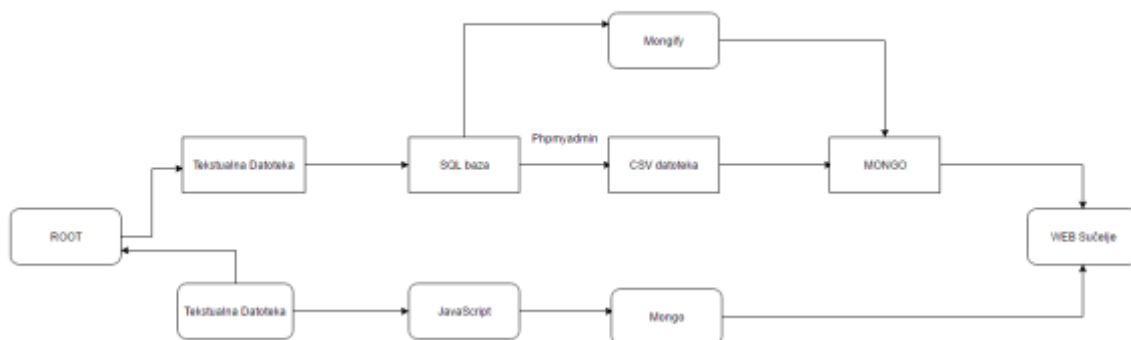 Mongify
Phpmyadmin
Tekstualna Datoteka
SQL baza
CSV datoteka
MONGO
ROOT
WEB Sučelje
Tekstualna Datoteka
JavaScript
Mongo